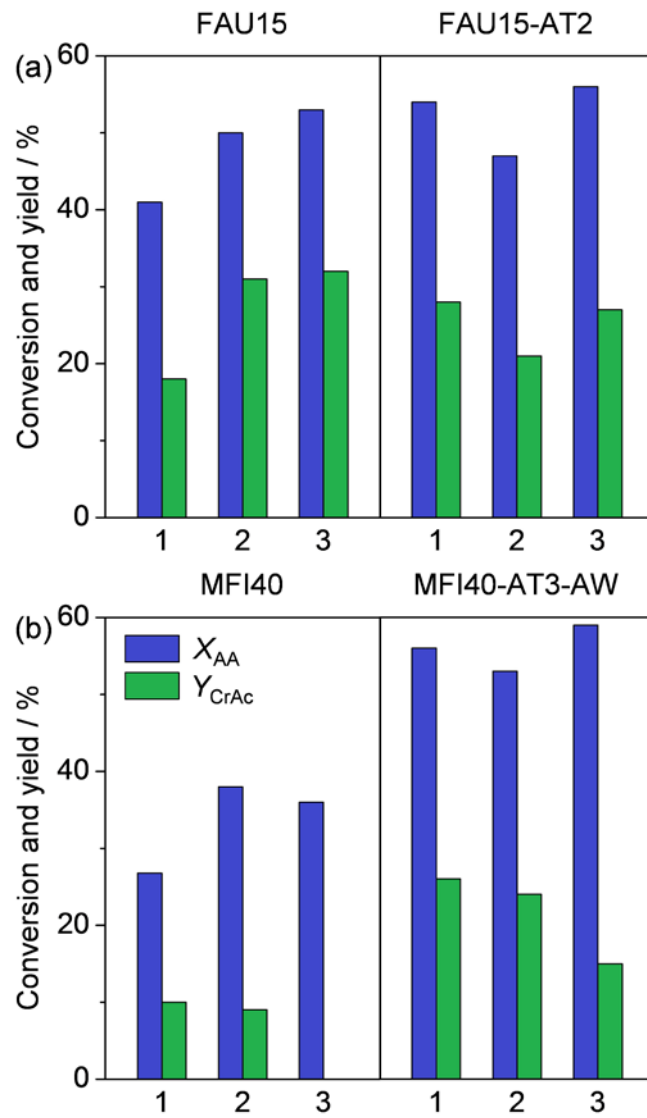 FAU15 FAU15-AT2
(a)
60
40
20
0
Conversion and yield / %
1 2 3 1 2 3
MFI40 MFI40-AT3-AW
(b)
60
40
20
0
Conversion and yield / %
X_AA
Y_CrAc
1 2 3 1 2 3